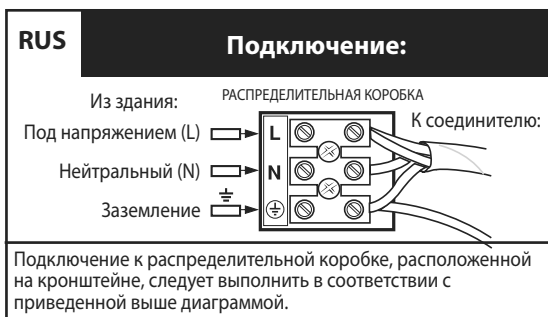 RUS
Подключение:
Из здания:
РАСПРЕДЕЛИТЕЛЬНАЯ КОРОБКА
К соединителю:
Под напряжением (L)
L
Нейтральный (N)
N
Заземление
Подключение к распределительной коробке, расположенной
на кронштейне, следует выполнить в соответствии с
приведенной выше диаграммой.